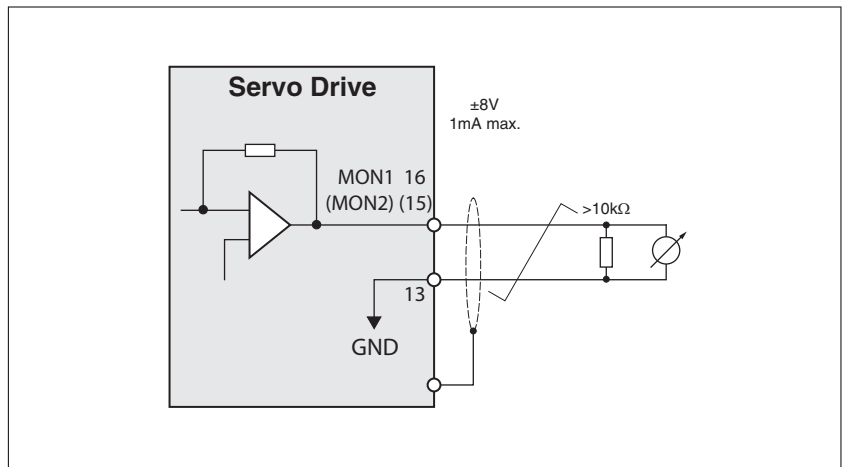 Servo Drive
±8V
1mA max.
MON1 16
(MON2) (15)
>10kΩ
13
GND